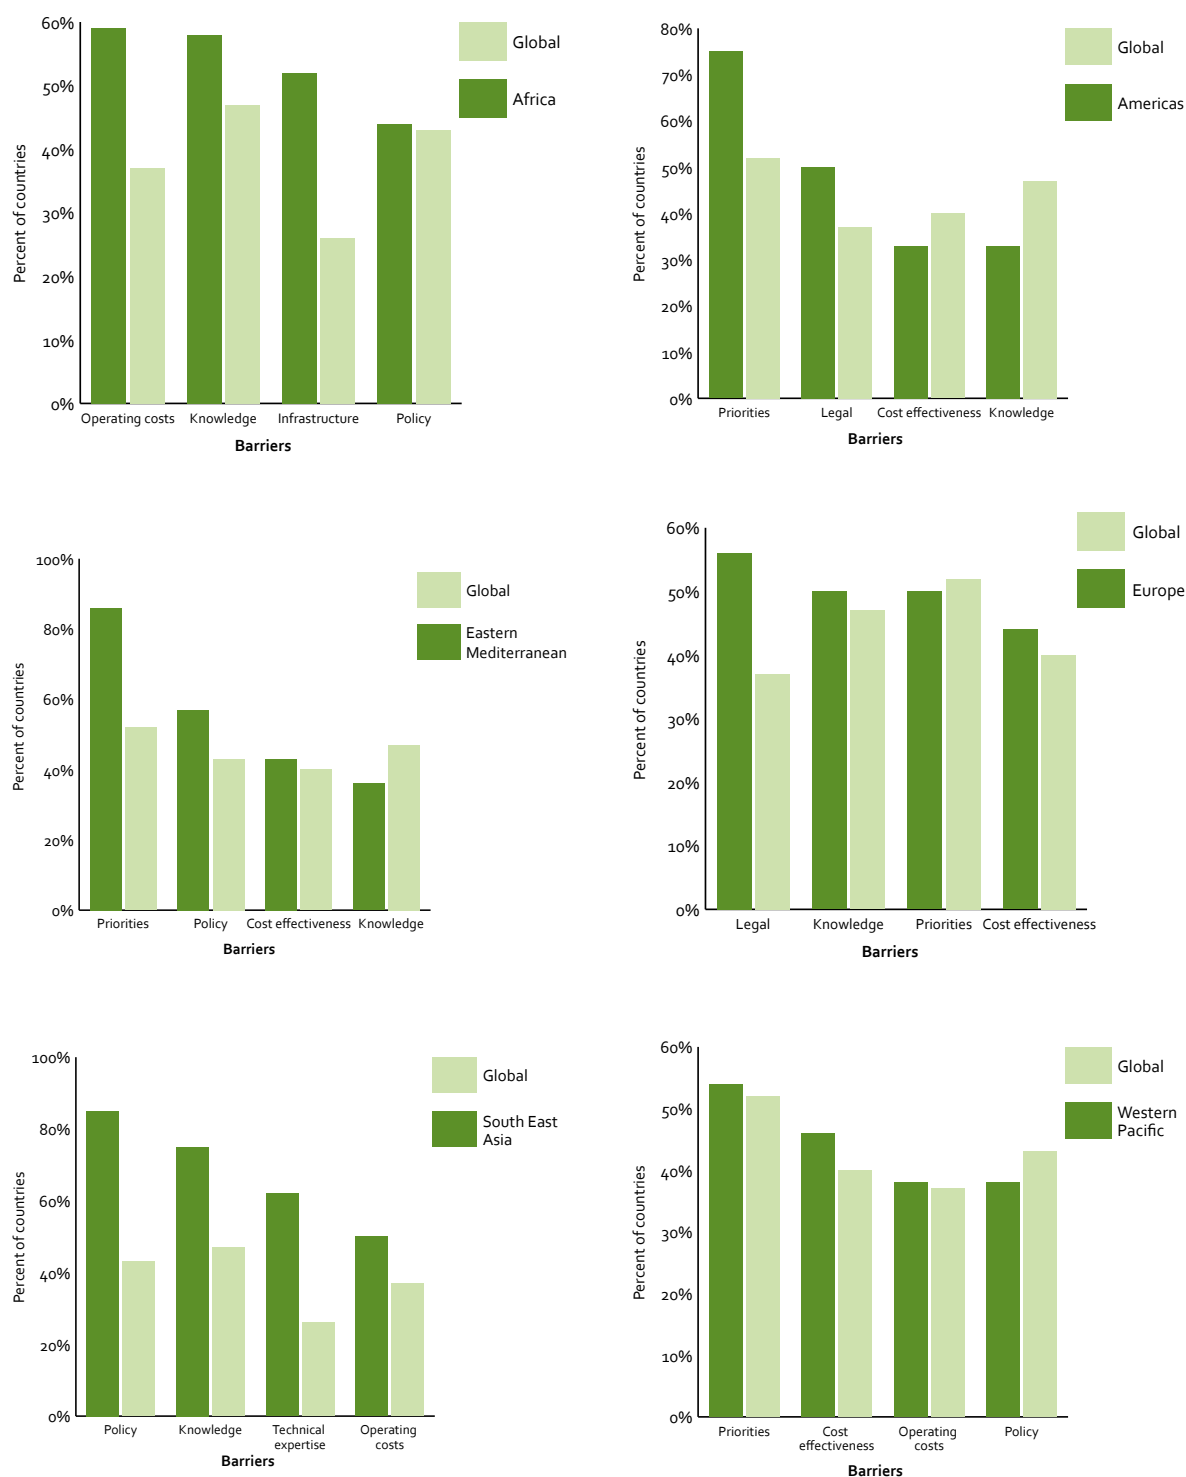 60%
50%
40%
30%
20%
10%
0%
Percent of countries
Operating costs
Knowledge
Infrastructure
Policy
Barriers
Global
Africa
80%
70%
60%
50%
40%
30%
20%
10%
0%
Percent of countries
Priorities
Legal
Cost effectiveness
Knowledge
Barriers
Global
Americas
100%
80%
60%
40%
20%
0%
Percent of countries
Priorities
Policy
Cost effectiveness
Knowledge
Barriers
Global
Eastern
Mediterranean
60%
50%
40%
30%
20%
10%
0%
Percent of countries
Legal
Knowledge
Priorities
Cost effectiveness
Barriers
Global
Europe
100%
80%
60%
40%
20%
0%
Percent of countries
Policy
Knowledge
Technical
expertise
Operating
costs
Barriers
Global
South East
Asia
60%
50%
40%
30%
20%
10%
0%
Percent of countries
Priorities
Cost
effectiveness
Operating
costs
Policy
Barriers
Global
Western
Pacific